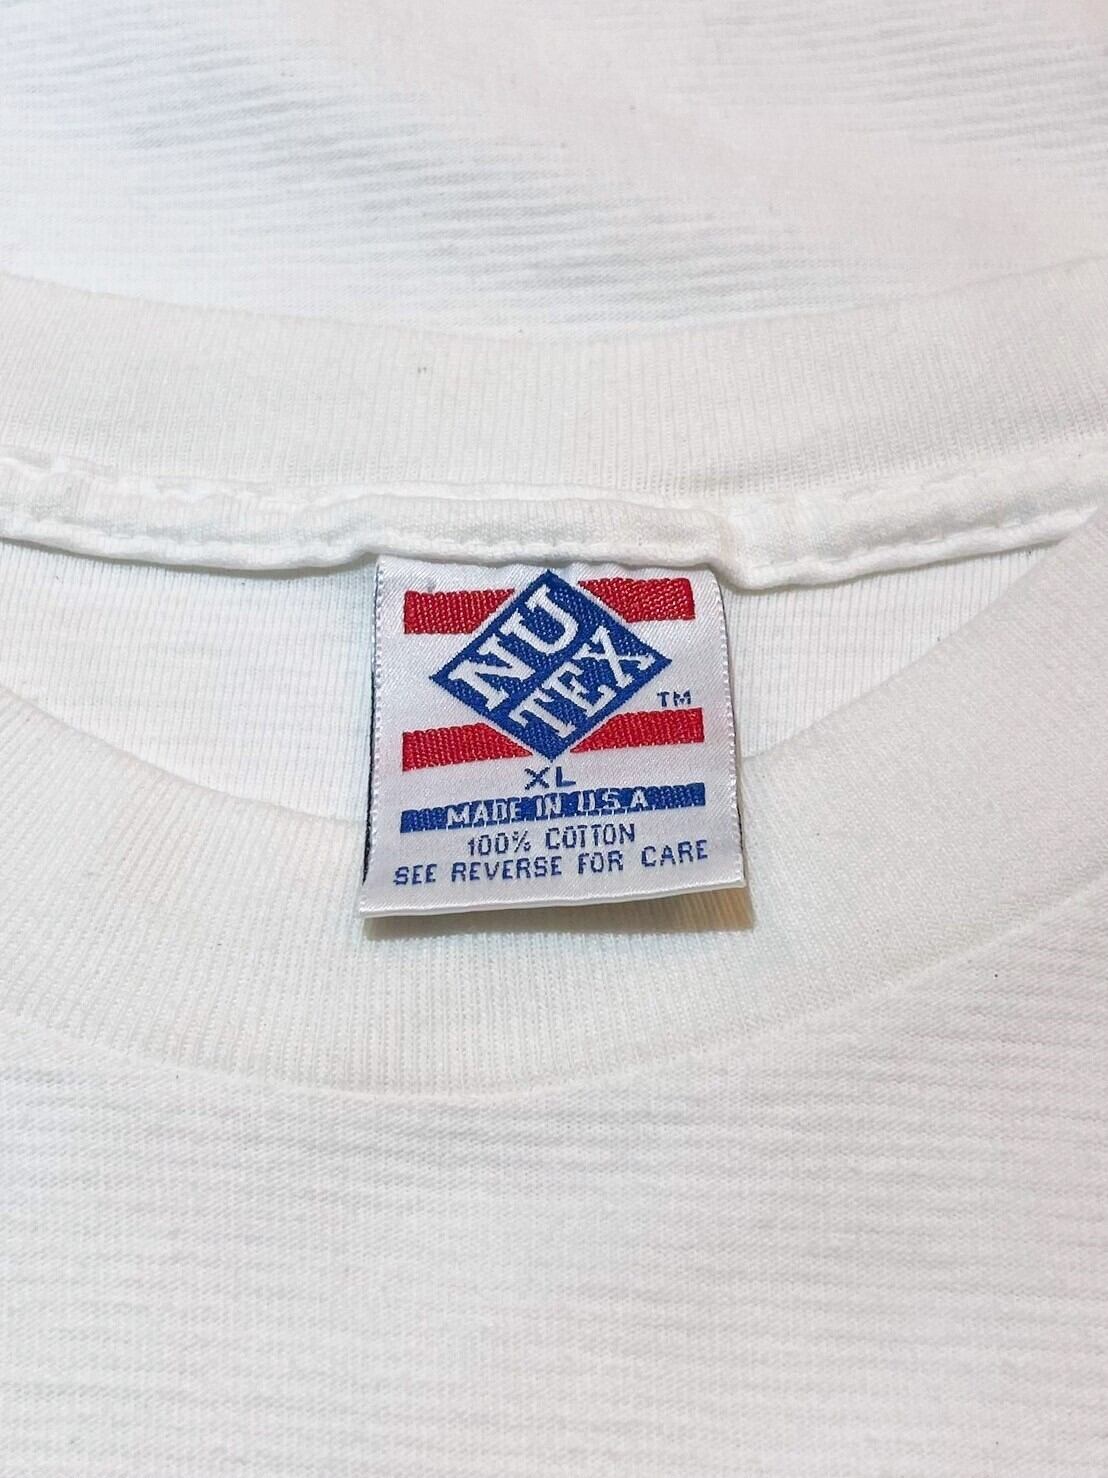 NU
TEX
TM
XL
MADE IN U.S.A
100% COTTON
SEE REVERSE FOR CARE